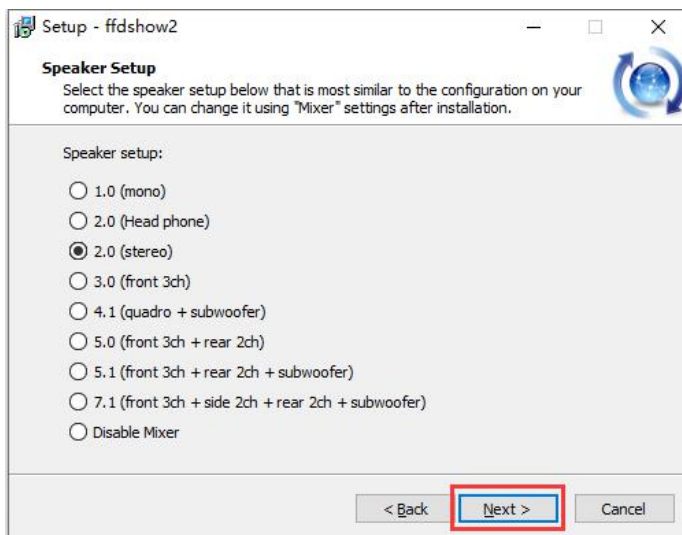 Setup - ffdshow2
Speaker Setup
Select the speaker setup below that is most similar to the configuration on your
computer. You can change it using "Mixer" settings after installation.
Speaker setup:
1.0 (mono)
2.0 (Head phone)
2.0 (stereo)
3.0 (front 3ch)
4.1 (quadro + subwoofer)
5.0 (front 3ch + rear 2ch)
5.1 (front 3ch + rear 2ch + subwoofer)
7.1 (front 3ch + side 2ch + rear 2ch + subwoofer)
Disable Mixer
< Back Next > Cancel